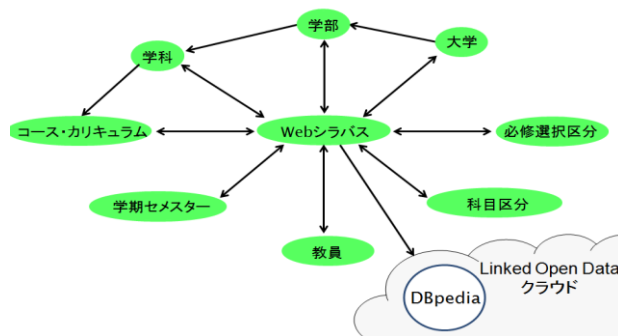 学部
大学
学科
コース・カリキュラム
Webシラバス
必修選択区分
学期セメスター
科目区分
教員
Linked Open Data
クラウド
DBpedia